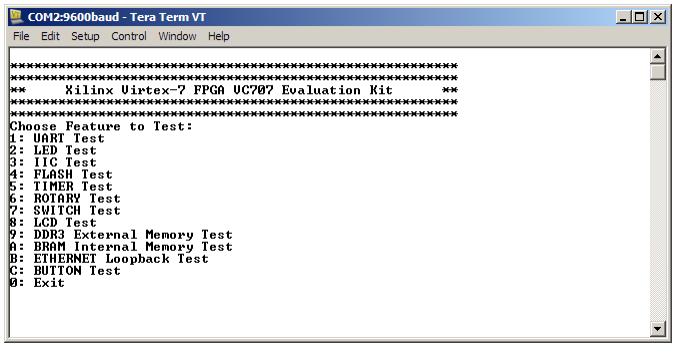 COM2:9600baud - Tera Term VT
File Edit Setup Control Window Help
********************************************************
********************************************************
**     Xilinx Virtex-7 FPGA VC707 Evaluation Kit      **
********************************************************
********************************************************
Choose Feature to Test:
1: UART Test
2: LED Test
3: IIC Test
4: FLASH Test
5: TIMER Test
6: ROTARY Test
7: SWITCH Test
8: LCD Test
9: DDR3 External Memory Test
A: BRAM Internal Memory Test
B: ETHERNET Loopback Test
C: BUTTON Test
0: Exit